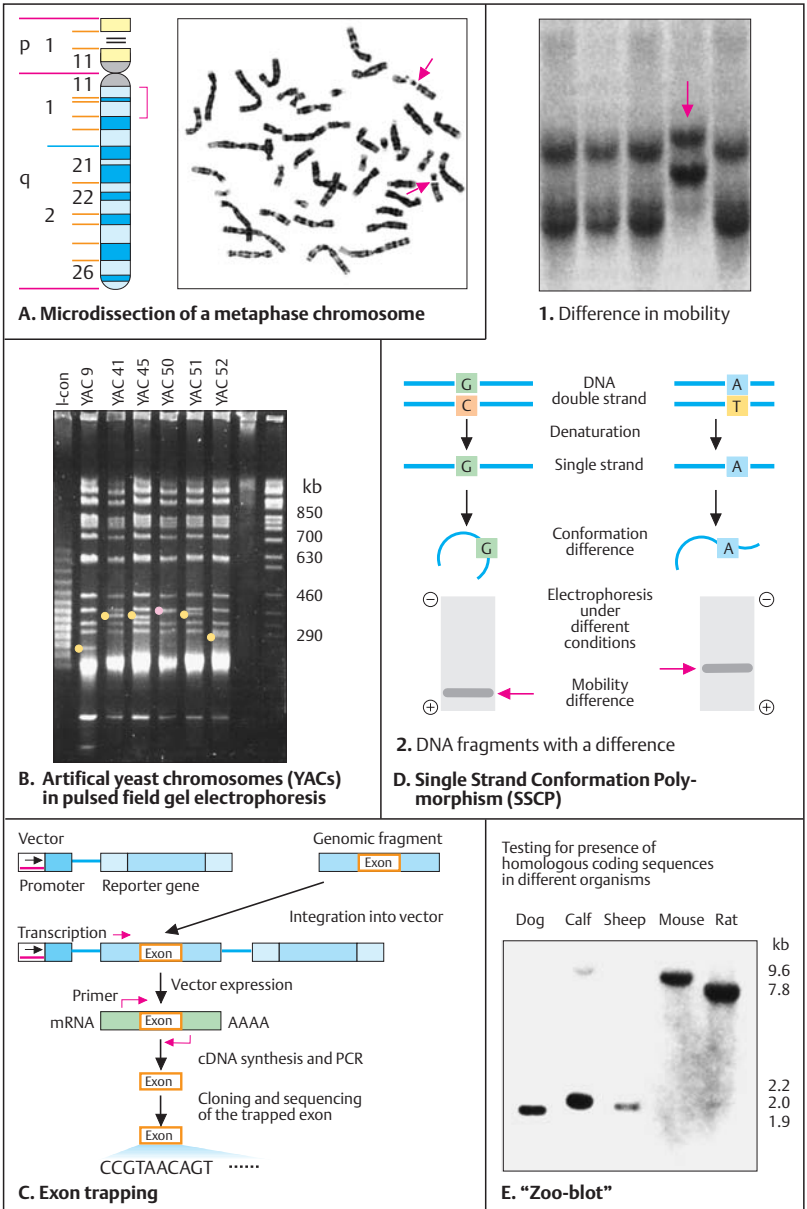 p 1
11
11
1
q
21
22
2
26
A. Microdissection of a metaphase chromosome
1. Difference in mobility
I-con
YAC 9
YAC 41
YAC 45
YAC 50
YAC 51
YAC 52
kb
850
700
630
460
290
B. Artifical yeast chromosomes (YACs)
in pulsed field gel electrophoresis
G
C
DNA
double strand
A
T
Denaturation
G
Single strand
A
Conformation
difference
G
A
Electrophoresis
under
different
conditions
−
−
Mobility
difference
+
+
2. DNA fragments with a difference
D. Single Strand Conformation Poly-
morphism (SSCP)
Vector
Promoter
Reporter gene
Genomic fragment
Exon
Integration into vector
Transcription
Exon
Vector expression
Primer
mRNA
Exon
AAAA
cDNA synthesis and PCR
Exon
Cloning and sequencing
of the trapped exon
Exon
CCGTAACAGT ······
C. Exon trapping
Testing for presence of
homologous coding sequences
in different organisms
Dog Calf Sheep Mouse Rat
kb
9.6
7.8
2.2
2.0
1.9
E. “Zoo-blot”